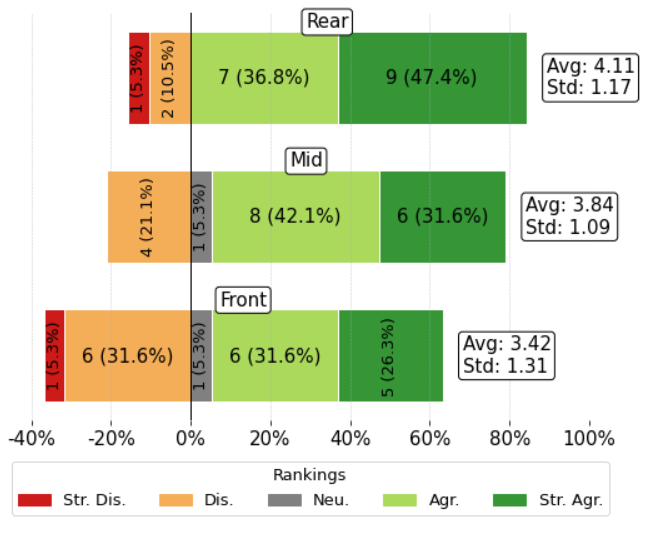 Rear
1 (5.3%)
2 (10.5%)
7 (36.8%)
9 (47.4%)
Avg: 4.11
Std: 1.17
Mid
4 (21.1%)
1 (5.3%)
8 (42.1%)
6 (31.6%)
Avg: 3.84
Std: 1.09
Front
1 (5.3%)
6 (31.6%)
1 (5.3%)
6 (31.6%)
5 (26.3%)
Avg: 3.42
Std: 1.31
-40% -20% 0% 20% 40% 60% 80% 100%
Rankings
Str. Dis. Dis. Neu. Agr. Str. Agr.